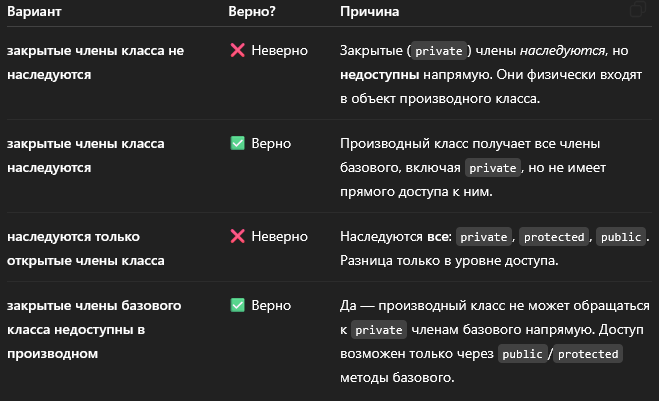 Вариант Верно? Причина
закрытые члены класса не ❌ Неверно Закрытые (private) члены наследуются, но
наследуются недоступны напрямую. Они физически входят
в объект производного класса.
закрытые члены класса ✅ Верно Производный класс получает все члены
наследуются базового, включая private, но не имеет
прямого доступа к ним.
наследуются только ❌ Неверно Наследуются все: private, protected, public.
открытые члены класса Разница только в уровне доступа.
закрытые члены базового ✅ Верно Да — производный класс не может обращаться
класса недоступны в к private членам базового напрямую. Доступ
производном возможен только через public/protected
методы базового.